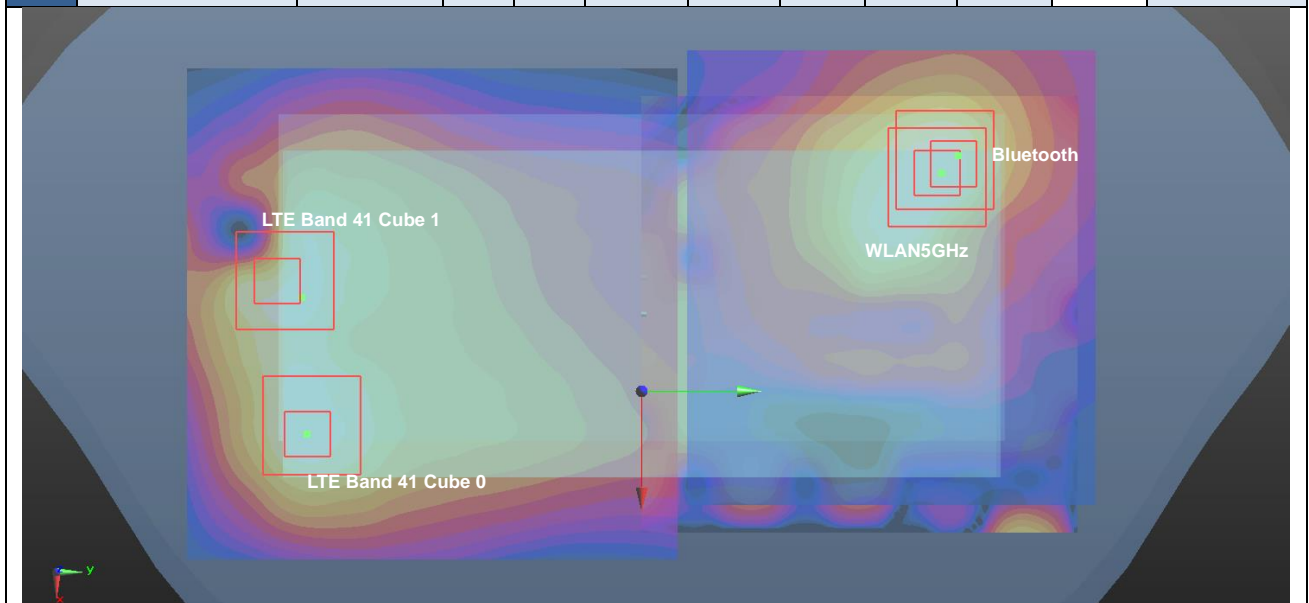 Bluetooth
LTE Band 41 Cube 1
WLAN5GHz
LTE Band 41 Cube 0
y
x